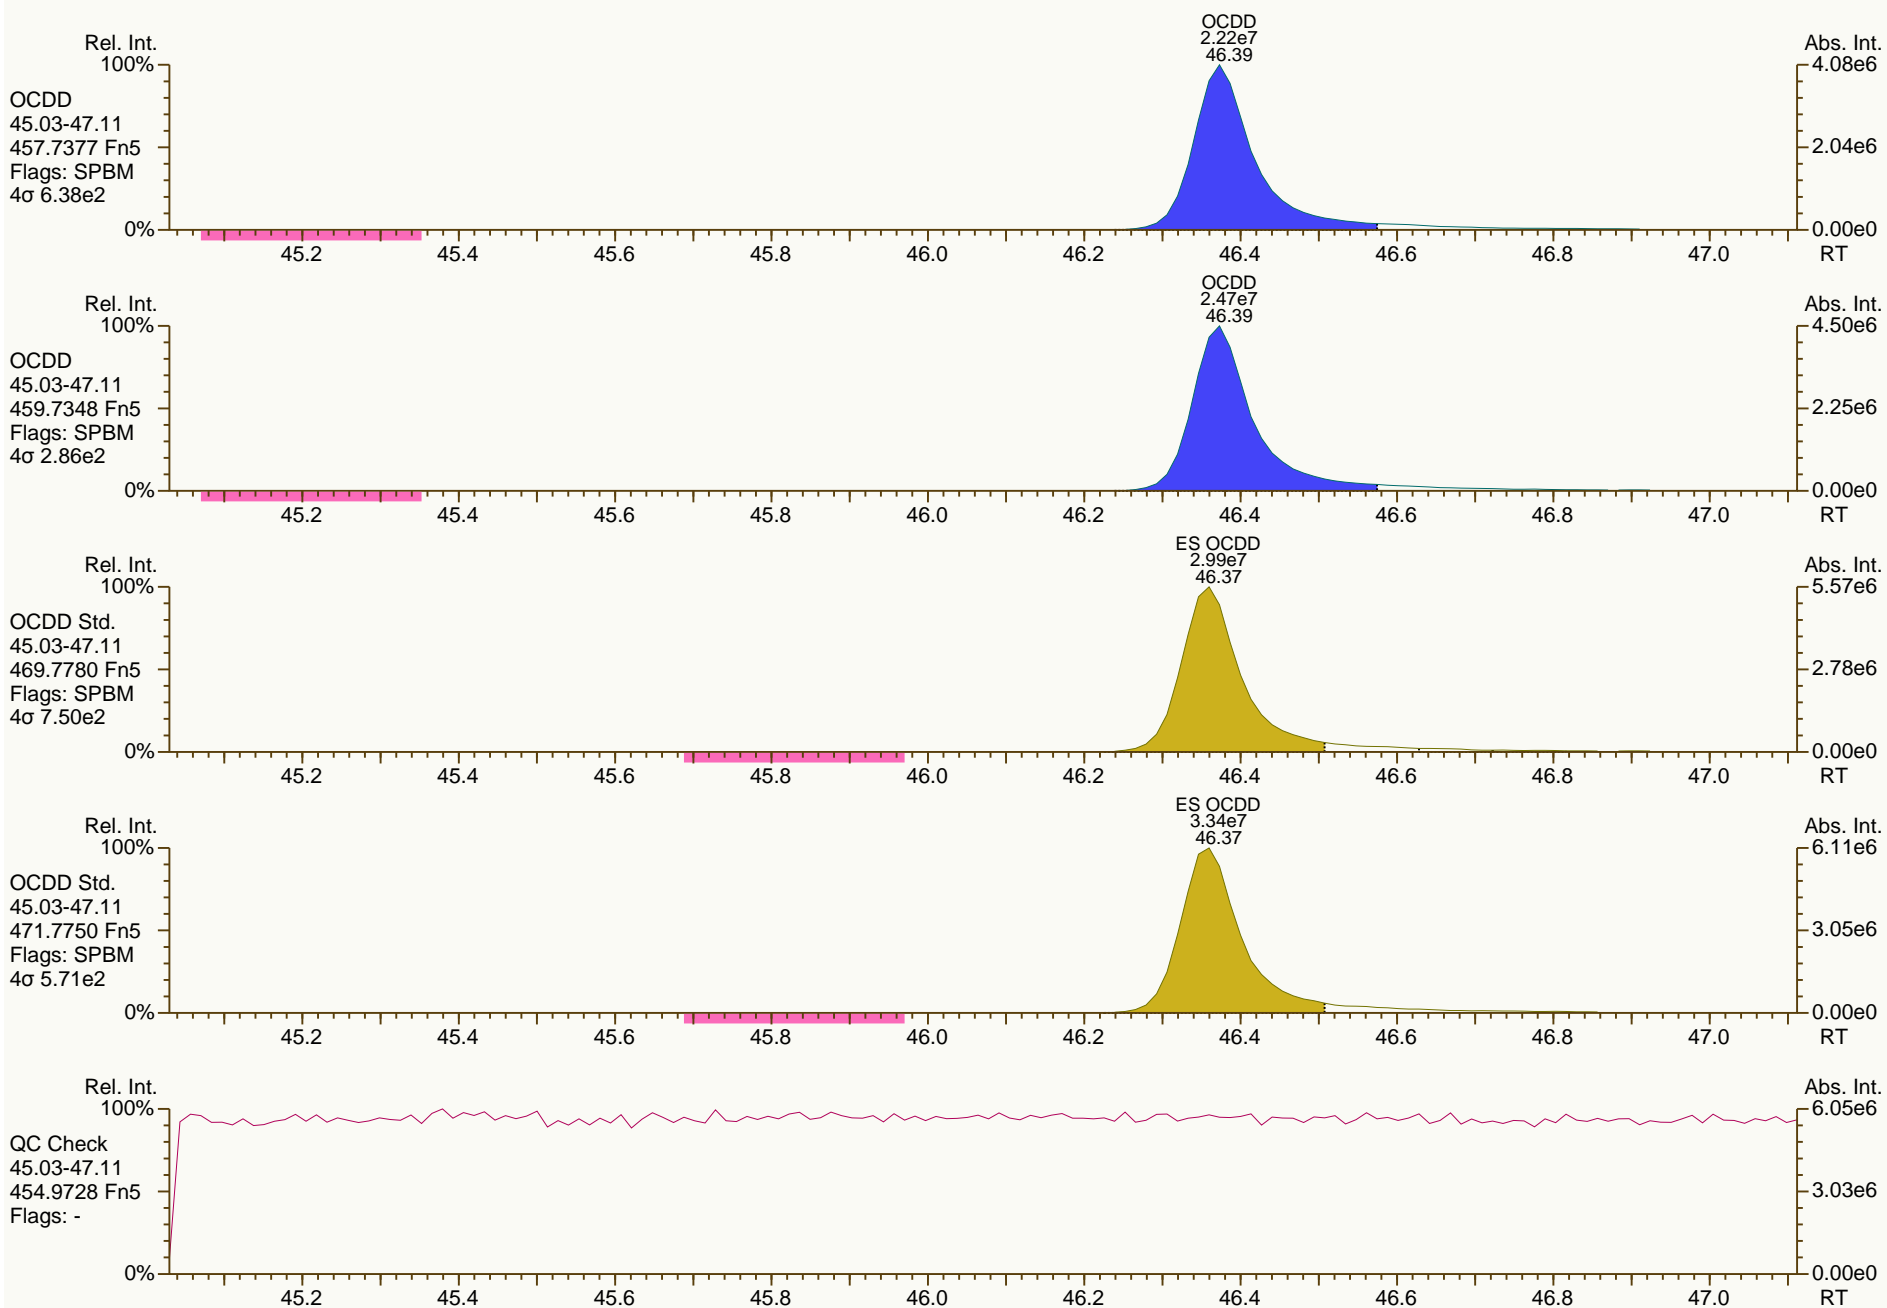 OCDD
2.22e7
46.39
Rel. Int.
Abs. Int.
100%
4.08e6
OCDD
45.03-47.11
457.7377 Fn5
2.04e6
Flags: SPBM
4σ 6.38e2
0%
0.00e0
45.2 45.4 45.6 45.8 46.0 46.2 46.4 46.6 46.8 47.0 RT
OCDD
2.47e7
46.39
Rel. Int.
Abs. Int.
100%
4.50e6
OCDD
45.03-47.11
459.7348 Fn5
2.25e6
Flags: SPBM
4σ 2.86e2
0%
0.00e0
45.2 45.4 45.6 45.8 46.0 46.2 46.4 46.6 46.8 47.0 RT
ES OCDD
2.99e7
46.37
Rel. Int.
Abs. Int.
100%
5.57e6
OCDD Std.
45.03-47.11
469.7780 Fn5
2.78e6
Flags: SPBM
4σ 7.50e2
0%
0.00e0
45.2 45.4 45.6 45.8 46.0 46.2 46.4 46.6 46.8 47.0 RT
ES OCDD
3.34e7
46.37
Rel. Int.
Abs. Int.
100%
6.11e6
OCDD Std.
45.03-47.11
471.7750 Fn5
3.05e6
Flags: SPBM
4σ 5.71e2
0%
0.00e0
45.2 45.4 45.6 45.8 46.0 46.2 46.4 46.6 46.8 47.0 RT
Rel. Int.
Abs. Int.
100%
6.05e6
QC Check
45.03-47.11
454.9728 Fn5
3.03e6
Flags: -
0%
0.00e0
45.2 45.4 45.6 45.8 46.0 46.2 46.4 46.6 46.8 47.0 RT